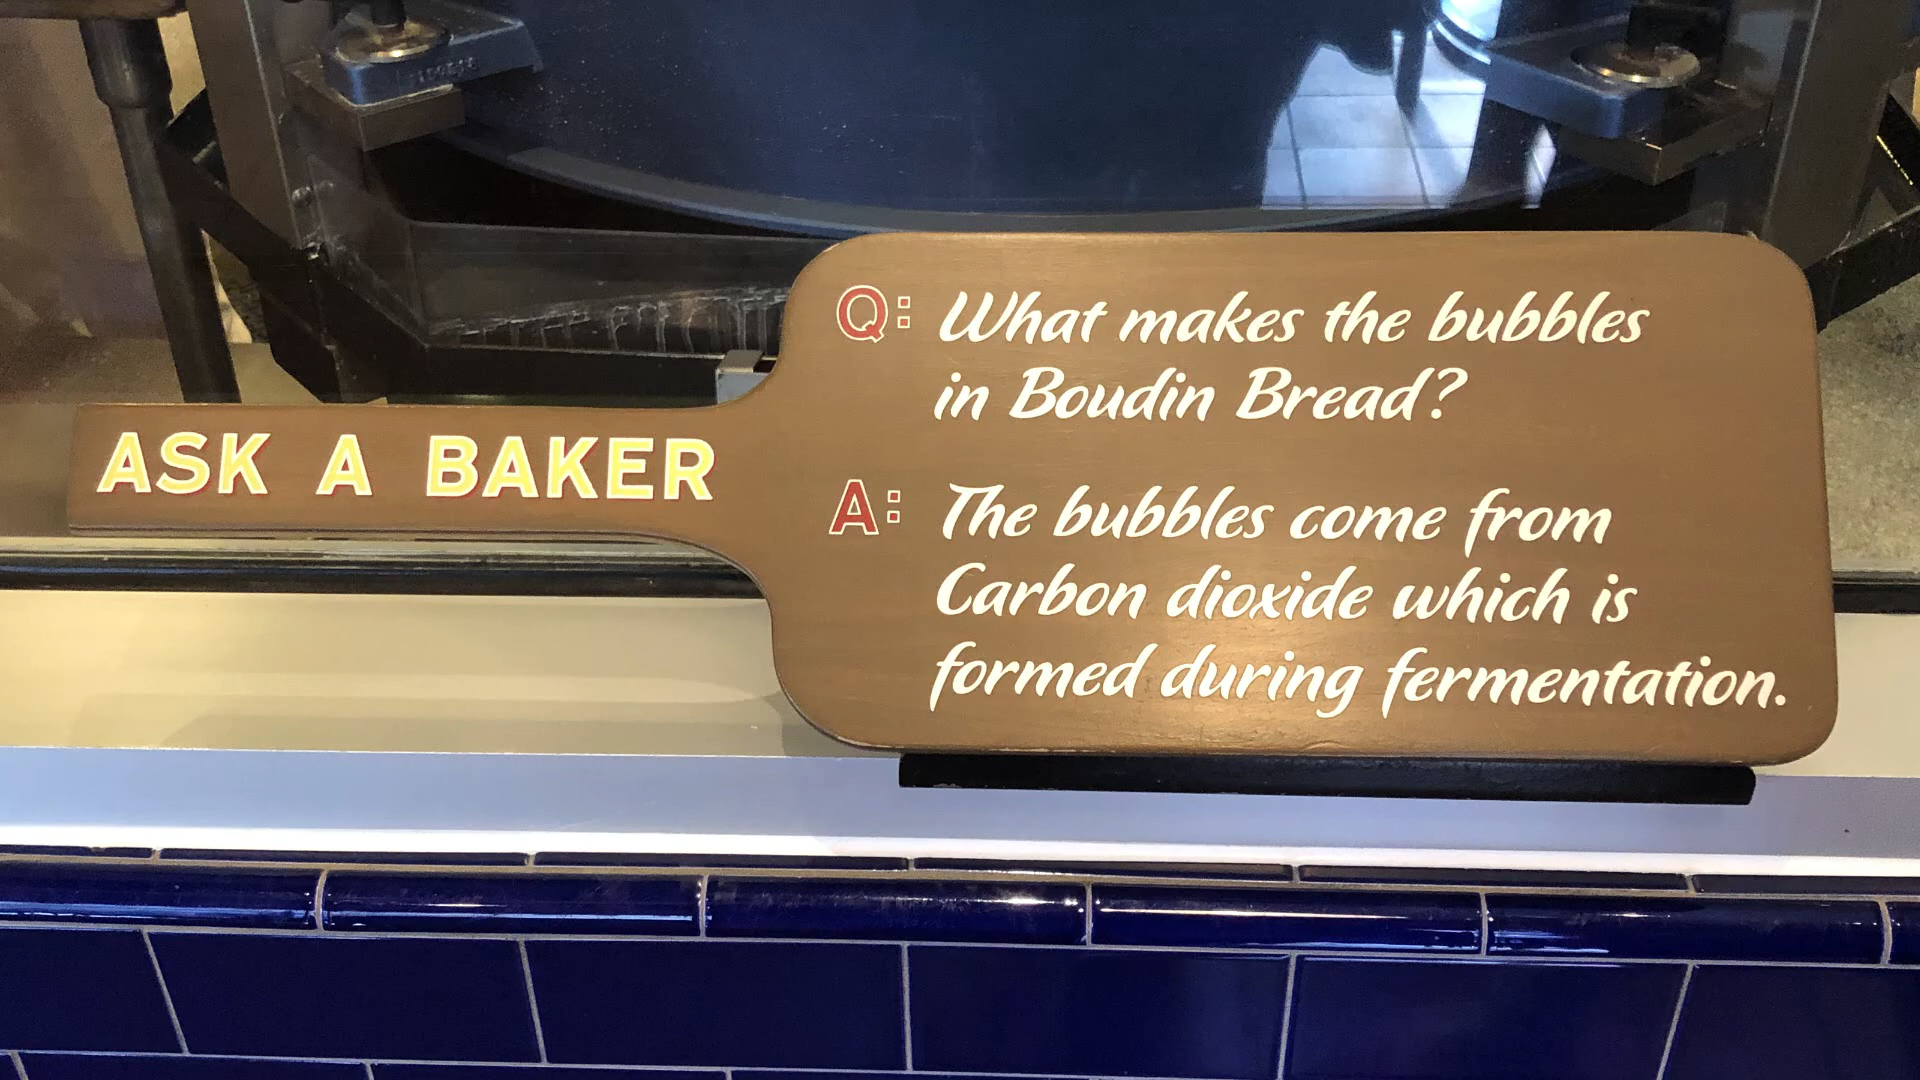 ASK A BAKER
Q: What makes the bubbles
in Boudin Bread?
A: The bubbles come from
Carbon dioxide which is
formed during fermentation.